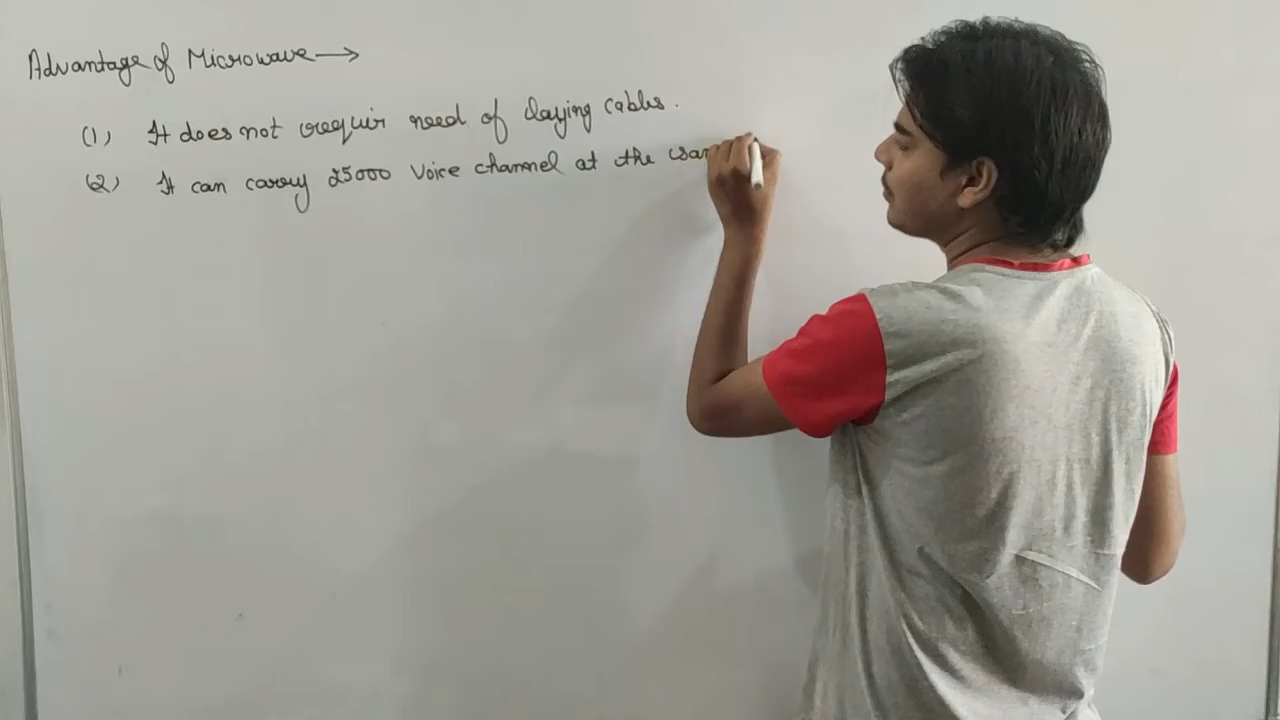 Advantage of Microwave →
(1) It does not requir need of laying cables.
(2) It can carry 25000 voice channel at the